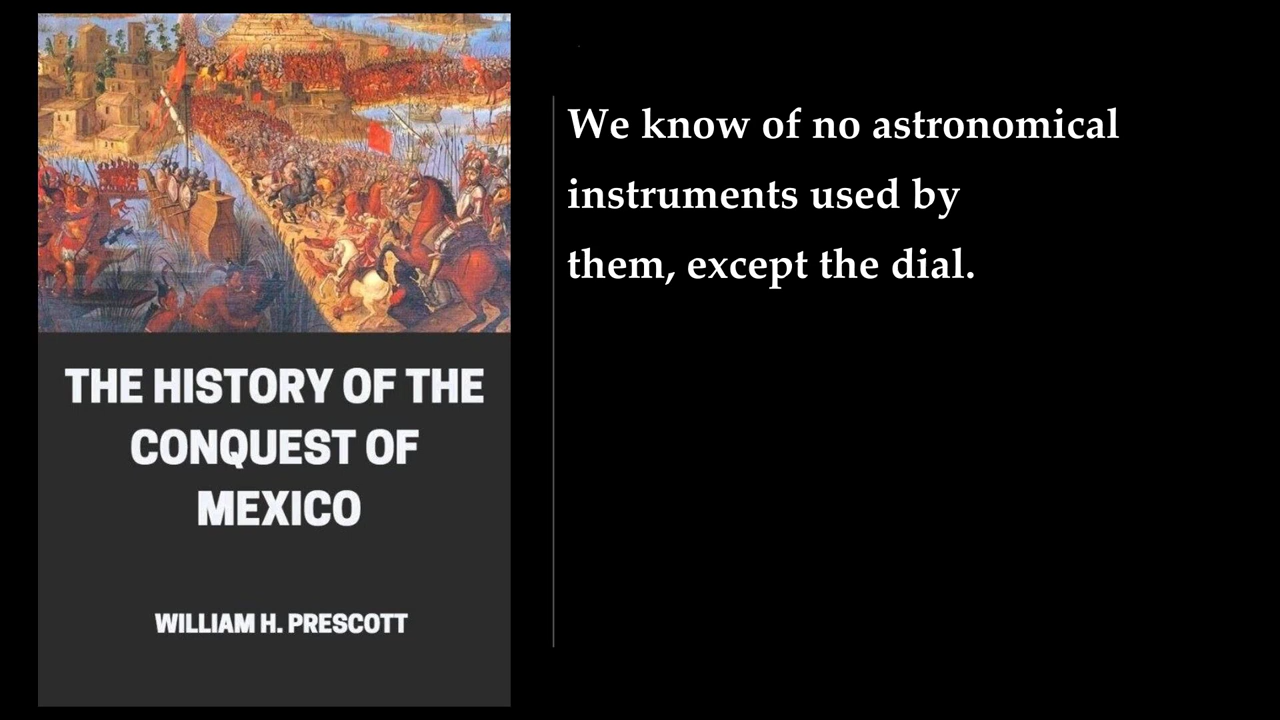 THE HISTORY OF THE
CONQUEST OF
MEXICO
WILLIAM H. PRESCOTT
We know of no astronomical
instruments used by
them, except the dial.